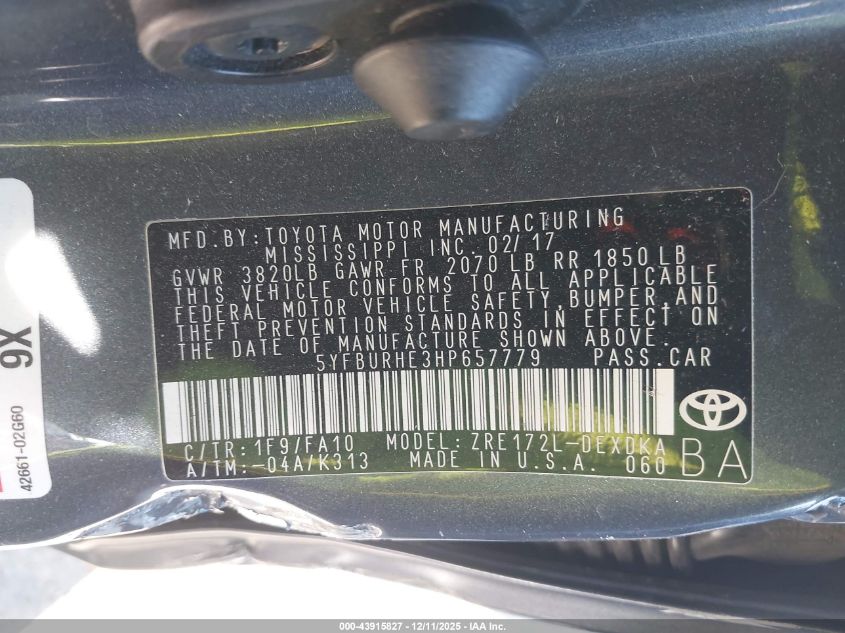 MFD.BY:TOYOTA MOTOR MANUFACTURING
MISSISSIPPI INC. 02/17
GVWR 3820LB GAWR FR 2070LB RR 1850LB
THIS VEHICLE CONFORMS TO ALL APPLICABLE
FEDERAL MOTOR VEHICLE SAFETY,BUMPER,AND
THEFT PREVENTION STANDARDS IN EFFECT ON
THE DATE OF MANUFACTURE SHOWN ABOVE.
5YFBURHE3HP657779 PASS.CAR
C/TR:1F9/FA10 MODEL:ZRE172L-DEXDKA
A/TM:-04A/K313 MADE IN U.S.A. 060
BA
42661-02G60
9X
000-43915827 - 12/11/2025 - IAA Inc.